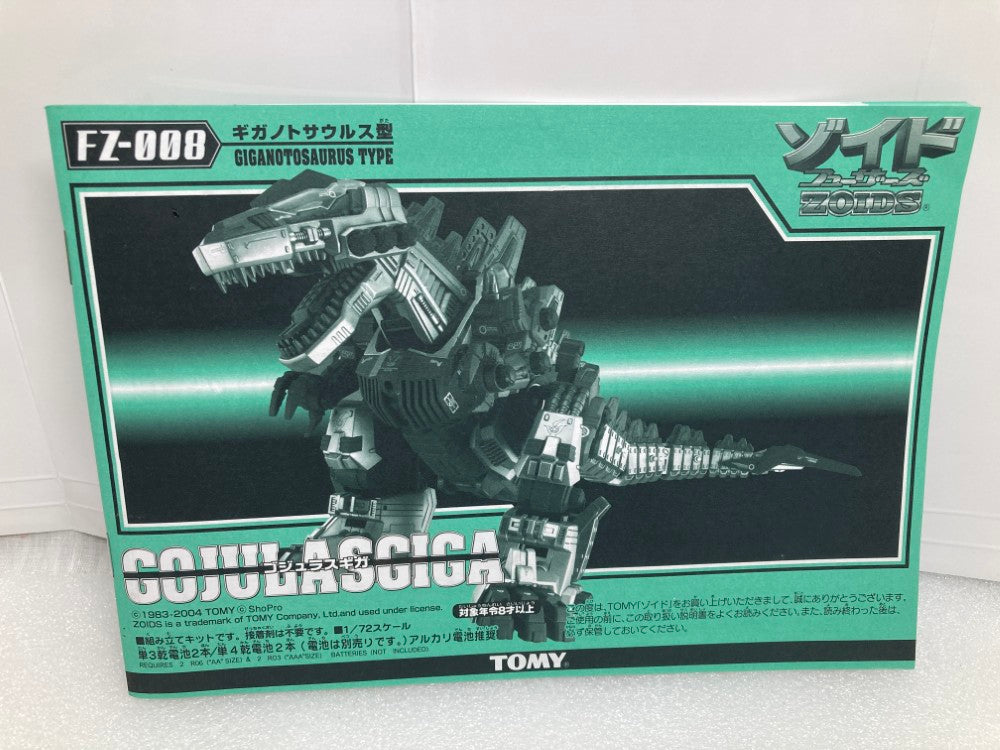 FZ-008
ギガノトサウルス型
GIGANOTOSAURUS TYPE
ゾイド
フューザーズ
ZOIDS®
GOJULASGIGA
ゴジュラスギガ
©1983-2004 TOMY © ShoPro
ZOIDS is a trademark of TOMY Company, Ltd.and used under license.
■組み立てキットです。接着剤は不要です。■1/72スケール
単3乾電池2本/単4乾電池2本(電池は別売りです。)アルカリ電池推奨
REQUIRES 2 R06 ("AA"SIZE) & 2 R03 ("AAA"SIZE) BATTERIES (NOT INCLUDED)
対象年令8才以上
この度は、TOMY「ゾイド」をお買い上げいただきまして、誠にありがとうございます。
ご使用の前に、この取り扱い説明書をよくお読みください。また、読み終わった後は、
必ず保管しておいてください。
TOMY®